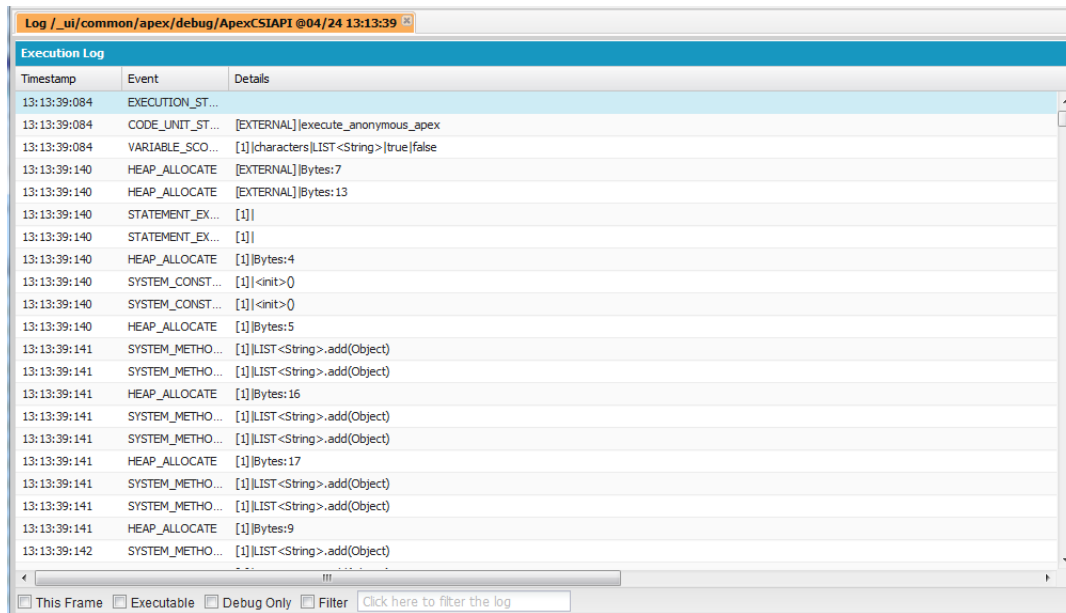 Log /_ui/common/apex/debug/ApexCSIAPI @04/24 13:13:39
Execution Log
Timestamp Event Details
13:13:39:084 EXECUTION_ST...
13:13:39:084 CODE_UNIT_ST... [EXTERNAL]|execute_anonymous_apex
13:13:39:084 VARIABLE_SCO... [1]|characters|LIST<String>|true|false
13:13:39:140 HEAP_ALLOCATE [EXTERNAL]|Bytes:7
13:13:39:140 HEAP_ALLOCATE [EXTERNAL]|Bytes:13
13:13:39:140 STATEMENT_EX... [1]|
13:13:39:140 STATEMENT_EX... [1]|
13:13:39:140 HEAP_ALLOCATE [1]|Bytes:4
13:13:39:140 SYSTEM_CONST... [1]|<init>()
13:13:39:140 SYSTEM_CONST... [1]|<init>()
13:13:39:140 HEAP_ALLOCATE [1]|Bytes:5
13:13:39:141 SYSTEM_METHO... [1]|LIST<String>.add(Object)
13:13:39:141 SYSTEM_METHO... [1]|LIST<String>.add(Object)
13:13:39:141 HEAP_ALLOCATE [1]|Bytes:16
13:13:39:141 SYSTEM_METHO... [1]|LIST<String>.add(Object)
13:13:39:141 SYSTEM_METHO... [1]|LIST<String>.add(Object)
13:13:39:141 HEAP_ALLOCATE [1]|Bytes:17
13:13:39:141 SYSTEM_METHO... [1]|LIST<String>.add(Object)
13:13:39:141 SYSTEM_METHO... [1]|LIST<String>.add(Object)
13:13:39:141 HEAP_ALLOCATE [1]|Bytes:9
13:13:39:142 SYSTEM_METHO... [1]|LIST<String>.add(Object)
This Frame Executable Debug Only Filter Click here to filter the log